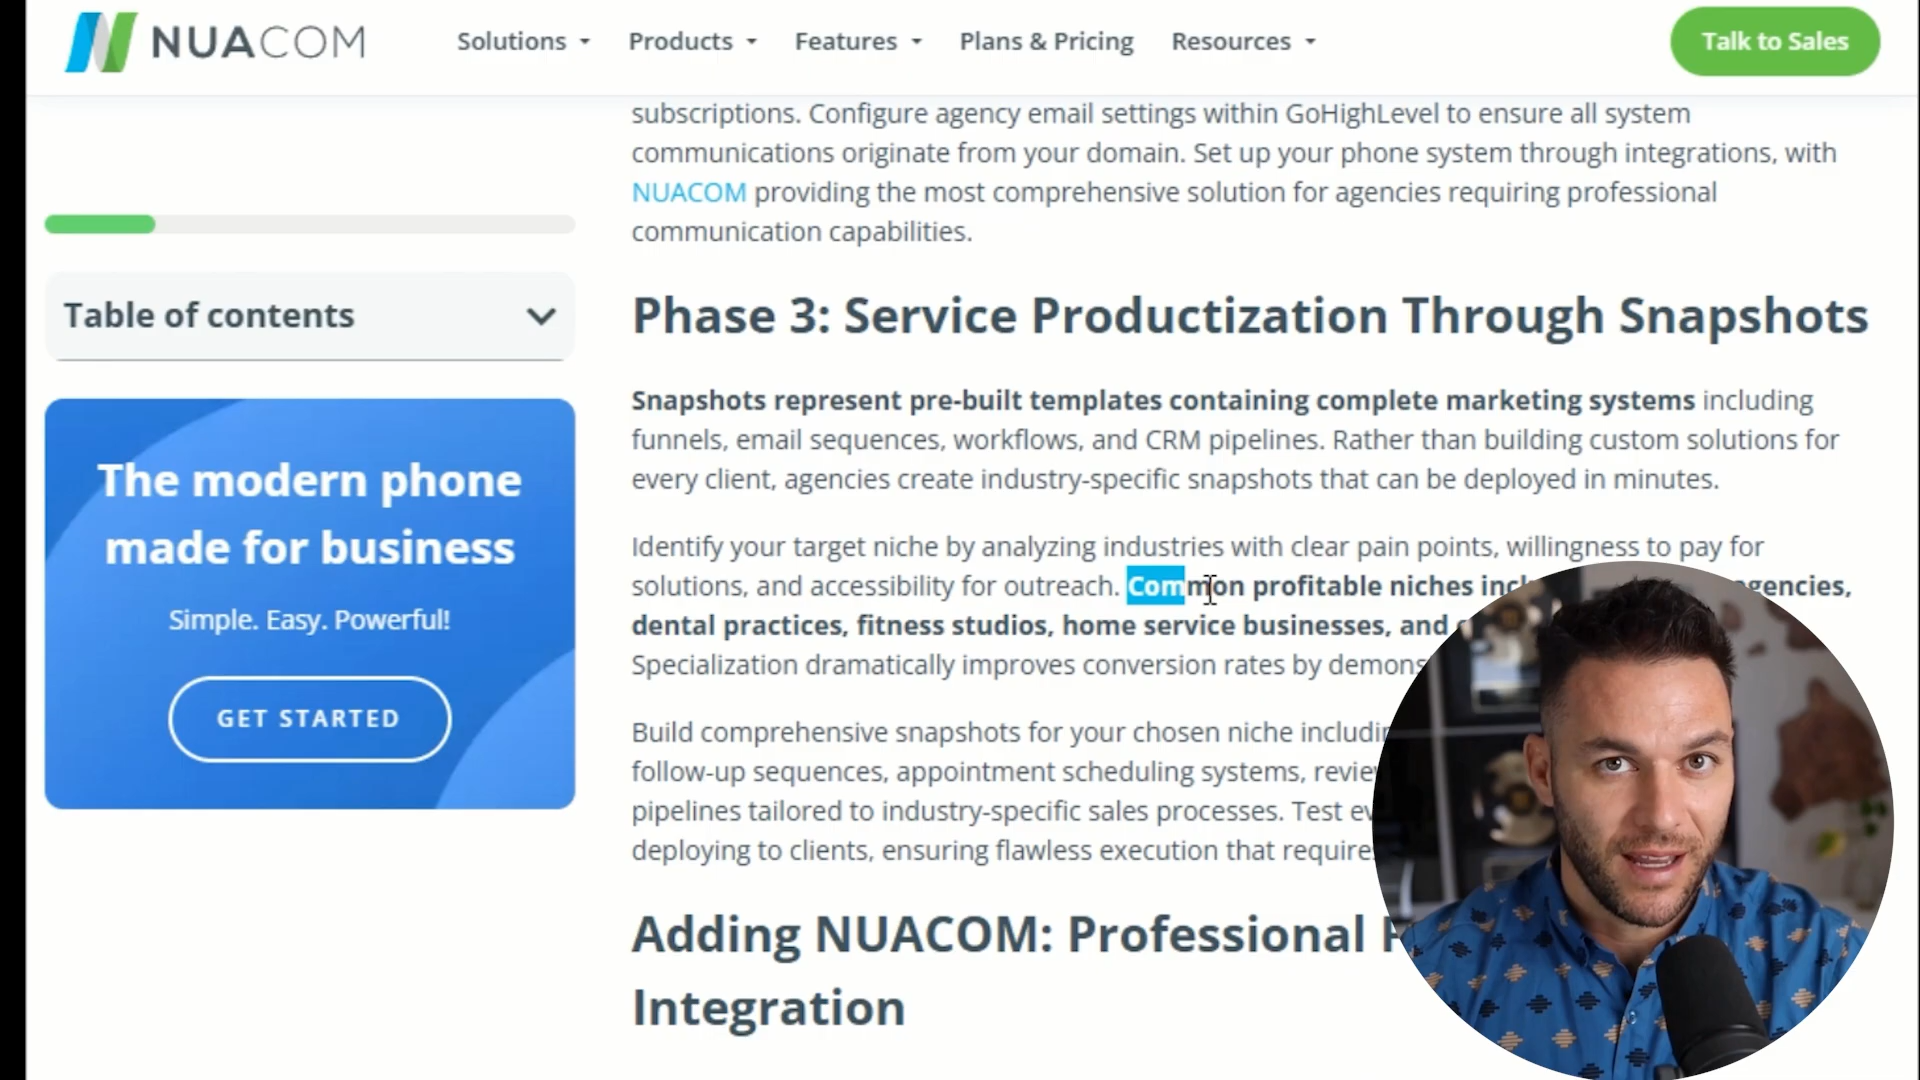 NUACOM
Solutions
Products
Features
Plans & Pricing
Resources
Talk to Sales
subscriptions. Configure agency email settings within GoHighLevel to ensure all system
communications originate from your domain. Set up your phone system through integrations, with
NUACOM providing the most comprehensive solution for agencies requiring professional
communication capabilities.
Table of contents
The modern phone
made for business
Simple. Easy. Powerful!
GET STARTED
Phase 3: Service Productization Through Snapshots
Snapshots represent pre-built templates containing complete marketing systems including
funnels, email sequences, workflows, and CRM pipelines. Rather than building custom solutions for
every client, agencies create industry-specific snapshots that can be deployed in minutes.
Identify your target niche by analyzing industries with clear pain points, willingness to pay for
solutions, and accessibility for outreach. Common profitable niches
dental practices, fitness studios, home service businesses, and
Specialization dramatically improves conversion rates by
Build comprehensive snapshots for your chosen niche
follow-up sequences, appointment scheduling systems,
pipelines tailored to industry-specific sales processes. Test
deploying to clients, ensuring flawless execution that
Adding NUACOM: Professional
Integration